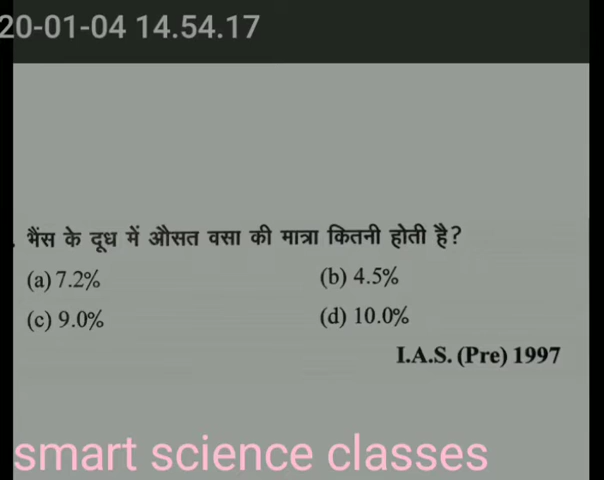 20-01-04 14.54.17
. भैंस के दूध में औसत वसा की मात्रा कितनी होती है?
(a) 7.2% (b) 4.5%
(c) 9.0% (d) 10.0%
I.A.S. (Pre) 1997
smart science classes